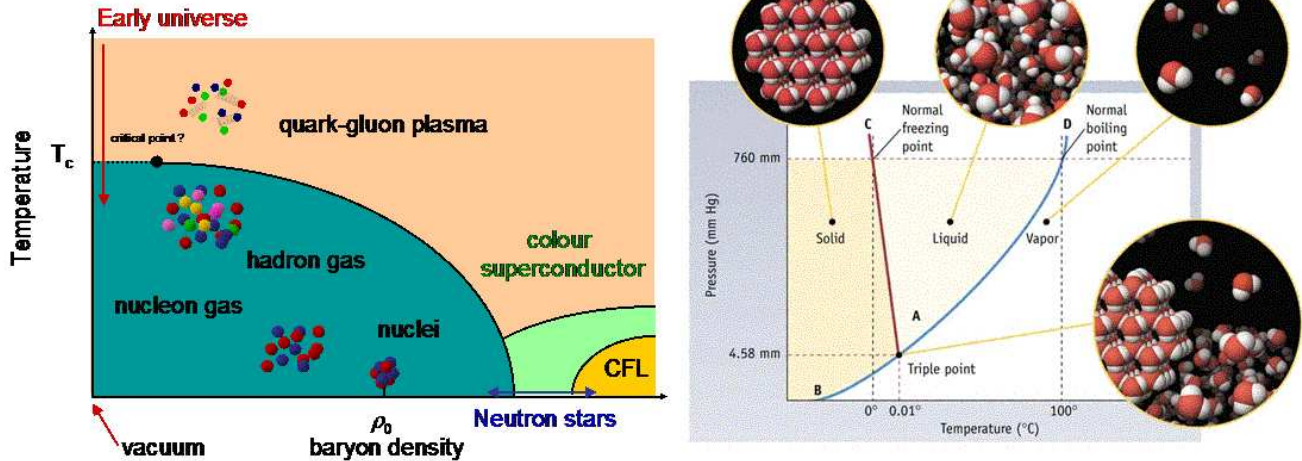 Early universe
quark-gluon plasma
critical point ?
Tc
Temperature
hadron gas
nucleon gas
nuclei
colour
superconductor
CFL
Neutron stars
ρ0
baryon density
vacuum
C
Normal
freezing
point
D
Normal
boiling
point
760 mm
Pressure (mm Hg)
Solid
Liquid
Vapor
A
4.58 mm
Triple point
B
0° 0.01° 100°
Temperature (°C)